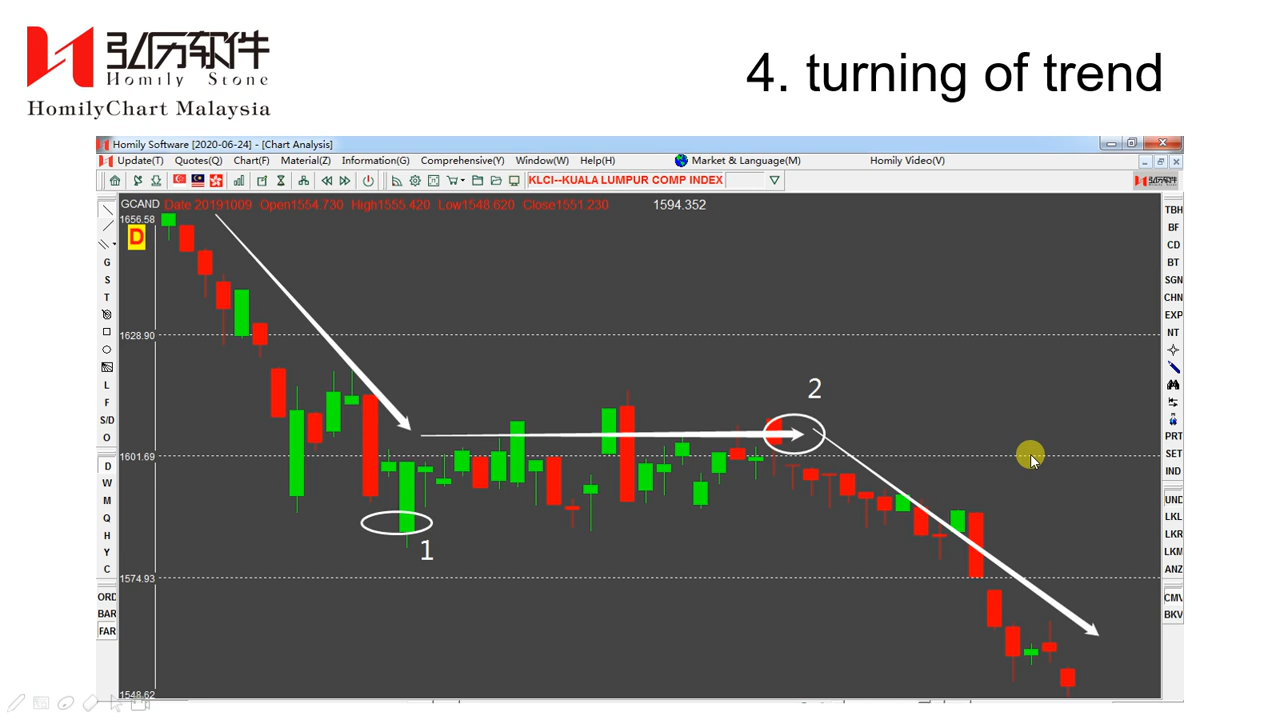 弘历软件
Homily Stone
HomilyChart Malaysia
4. turning of trend
Homily Software [2020-06-24] - [Chart Analysis]
Update(T) Quotes(Q) Chart(F) Material(Z) Information(G) Comprehensive(Y) Window(W) Help(H) Market & Language(M) Homily Video(V)
KLCI--KUALA LUMPUR COMP INDEX
弘历软件
GCAND Date 20191009 Open1554.730 High1555.420 Low1548.620 Close1551.230 1594.352
1656.58
D
1628.90
1601.69
1574.93
1548.62
1
2
G
S
T
L
F
S/D
O
D
W
M
Q
H
Y
C
ORD
BAR
FAR
TBH
BF
CD
BT
SGN
CHN
EXP
NT
PRT
SET
IND
UND
LKL
LKR
LKM
ANZ
CMV
BKV